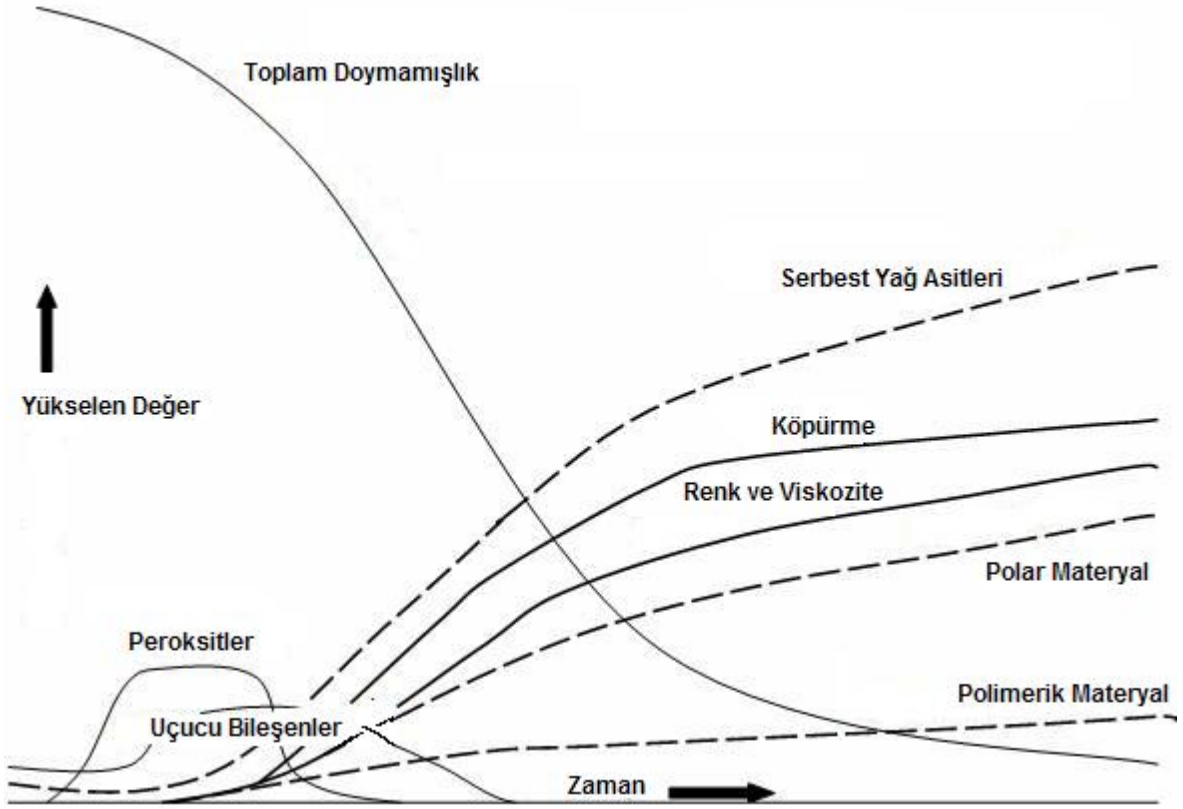 Toplam Doymamışlık
Serbest Yağ Asitleri
Yükselen Değer
Köpürme
Renk ve Viskozite
Polar Materyal
Peroksitler
Polimerik Materyal
Uçucu Bileşenler
Zaman